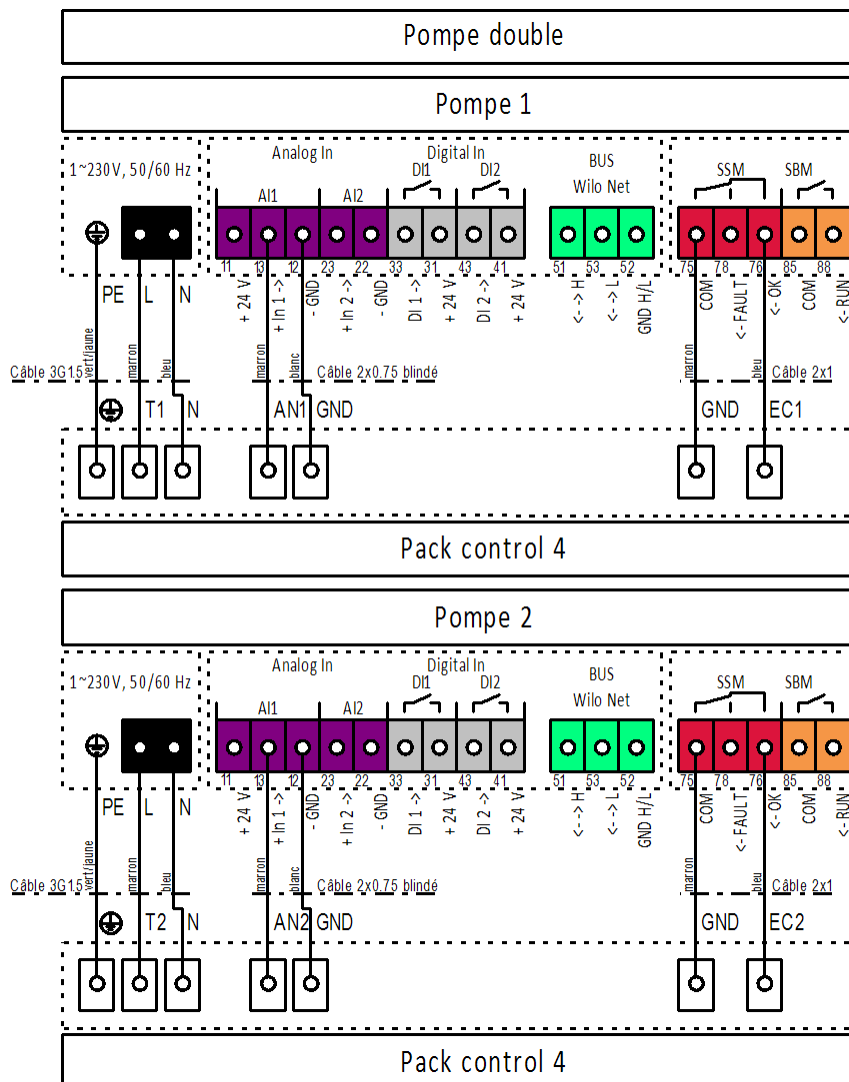 Pompe double
Pompe 1
1~230V, 50/60 Hz
Analog In
Digital In
BUS
Wilo Net
SSM
SBM
AI1
AI2
DI1
DI2
11 13 12 23 22 33 31 43 41 51 53 52 75 78 76 85 88
PE L N
+ 24 V
+ In 1 ->
- GND
+ In 2 ->
- GND
DI 1 ->
+ 24 V
DI 2 ->
+ 24 V
<--> H
<--> L
GND H/L
COM
<- FAULT
<- OK
COM
<- RUN
vert/jaune
marron
bleu
marron
blanc
marron
bleu
Câble 3G1.5
Câble 2x0.75 blindé
Câble 2x1
T1 N AN1 GND GND EC1
Pack control 4
Pompe 2
1~230V, 50/60 Hz
Analog In
Digital In
BUS
Wilo Net
SSM
SBM
AI1
AI2
DI1
DI2
11 13 12 23 22 33 31 43 41 51 53 52 75 78 76 85 88
PE L N
+ 24 V
+ In 1 ->
- GND
+ In 2 ->
- GND
DI 1 ->
+ 24 V
DI 2 ->
+ 24 V
<--> H
<--> L
GND H/L
COM
<- FAULT
<- OK
COM
<- RUN
vert/jaune
marron
bleu
marron
blanc
marron
bleu
Câble 3G1.5
Câble 2x0.75 blindé
Câble 2x1
T2 N AN2 GND GND EC2
Pack control 4